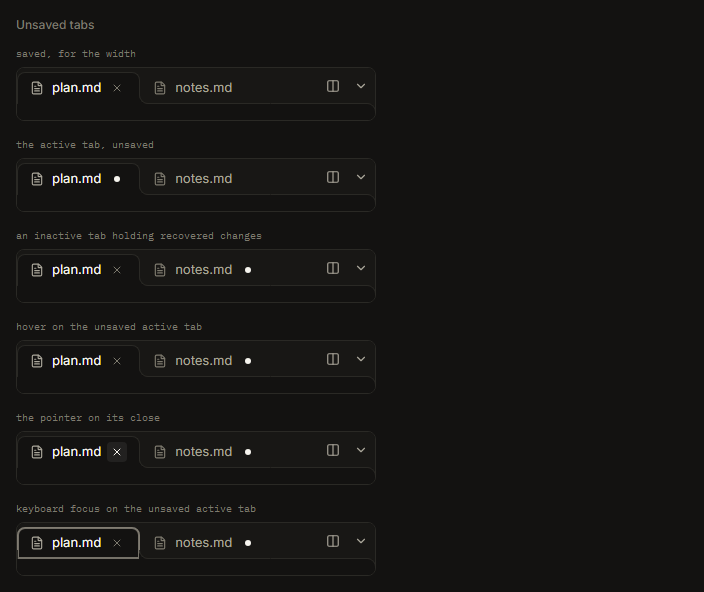 Unsaved tabs
saved, for the width
plan.md notes.md
the active tab, unsaved
plan.md notes.md
an inactive tab holding recovered changes
plan.md notes.md
hover on the unsaved active tab
plan.md notes.md
the pointer on its close
plan.md notes.md
keyboard focus on the unsaved active tab
plan.md notes.md